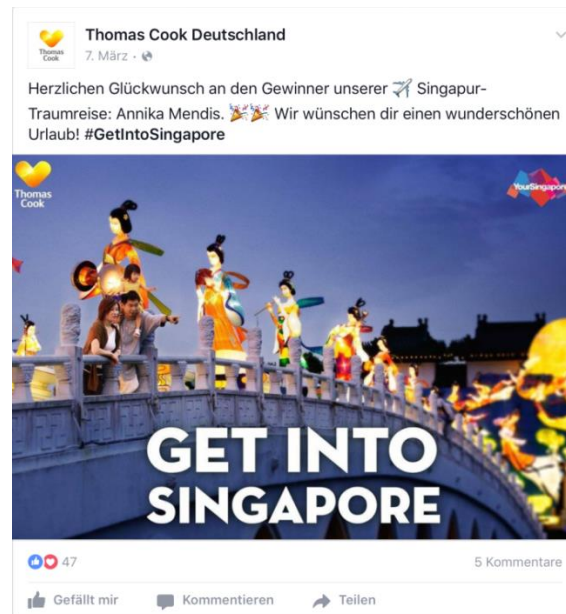 Thomas Cook Deutschland
Thomas
Cook
7. März
Herzlichen Glückwunsch an den Gewinner unserer Singapur-
Traumreise: Annika Mendis. Wir wünschen dir einen wunderschönen
Urlaub! #GetIntoSingapore
Thomas
Cook
YourSingapore
GET INTO
SINGAPORE
47
5 Kommentare
Gefällt mir
Kommentieren
Teilen